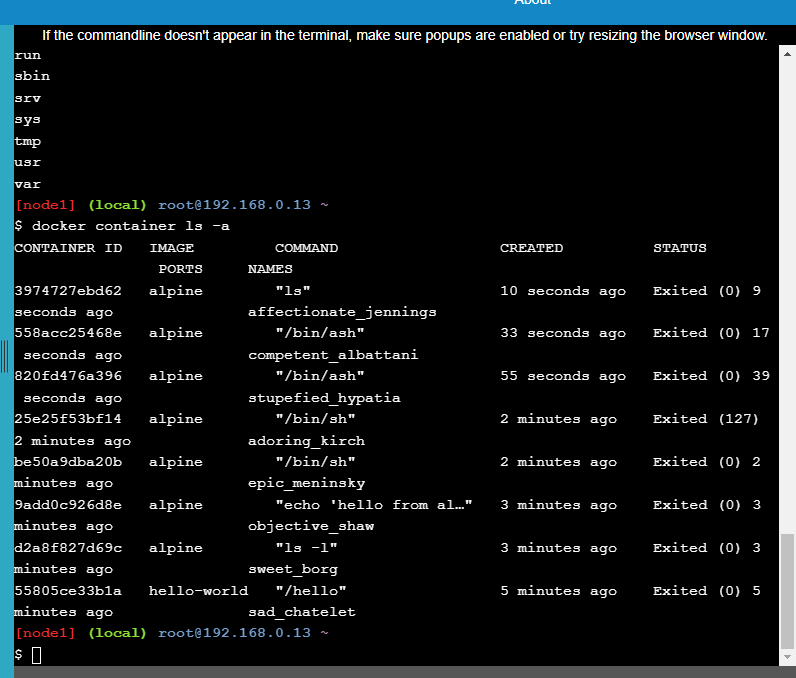 About
If the commandline doesn't appear in the terminal, make sure popups are enabled or try resizing the browser window.
run
sbin
srv
sys
tmp
usr
var
[node1] (local) root@192.168.0.13 ~
$ docker container ls -a
CONTAINER ID   IMAGE         COMMAND                  CREATED          STATUS
                PORTS     NAMES
3974727ebd62   alpine        "ls"                     10 seconds ago   Exited (0) 9
seconds ago               affectionate_jennings
558acc25468e   alpine        "/bin/ash"               33 seconds ago   Exited (0) 17
 seconds ago              competent_albattani
820fd476a396   alpine        "/bin/ash"               55 seconds ago   Exited (0) 39
 seconds ago              stupefied_hypatia
25e25f53bf14   alpine        "/bin/sh"                2 minutes ago    Exited (127)
2 minutes ago             adoring_kirch
be50a9dba20b   alpine        "/bin/sh"                2 minutes ago    Exited (0) 2
minutes ago               epic_meninsky
9add0c926d8e   alpine        "echo 'hello from al…"   3 minutes ago    Exited (0) 3
minutes ago               objective_shaw
d2a8f827d69c   alpine        "ls -l"                  3 minutes ago    Exited (0) 3
minutes ago               sweet_borg
55805ce33b1a   hello-world   "/hello"                 5 minutes ago    Exited (0) 5
minutes ago               sad_chatelet
[node1] (local) root@192.168.0.13 ~
$